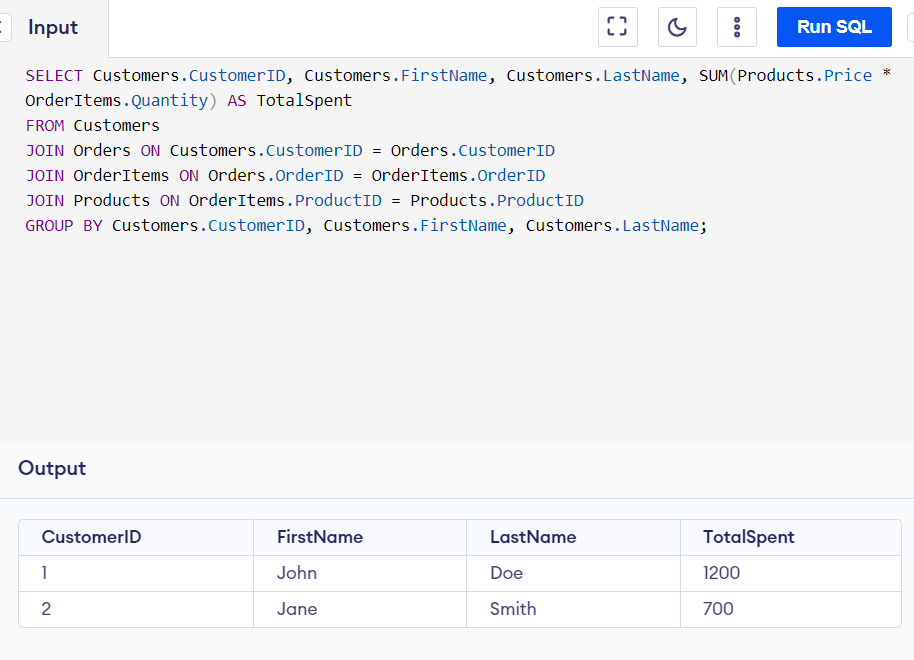 Input
Run SQL
SELECT Customers.CustomerID, Customers.FirstName, Customers.LastName, SUM(Products.Price *
OrderItems.Quantity) AS TotalSpent
FROM Customers
JOIN Orders ON Customers.CustomerID = Orders.CustomerID
JOIN OrderItems ON Orders.OrderID = OrderItems.OrderID
JOIN Products ON OrderItems.ProductID = Products.ProductID
GROUP BY Customers.CustomerID, Customers.FirstName, Customers.LastName;
Output
CustomerID FirstName LastName TotalSpent
1 John Doe 1200
2 Jane Smith 700